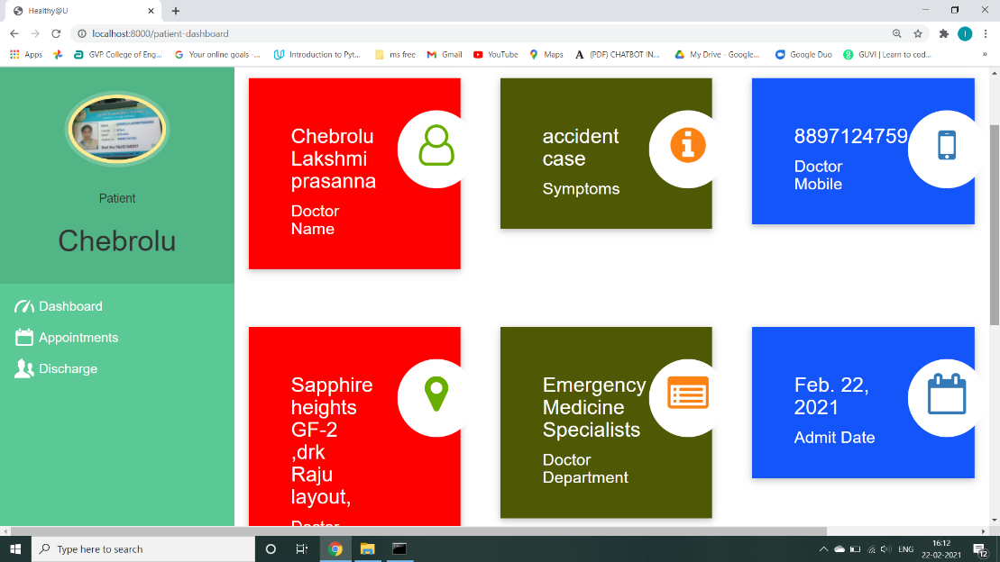 Healthy@U
localhost:8000/patient-dashboard
Apps
GVP College of Eng...
Your online goals -...
Introduction to Pyt...
ms free
Gmail
YouTube
Maps
(PDF) CHATBOT IN...
My Drive - Google...
Google Duo
GUVI | Learn to cod...
»
I
Patient
Chebrolu
Dashboard
Appointments
Discharge
Chebrolu
Lakshmi
prasanna
Doctor
Name
accident
case
Symptoms
8897124759
Doctor
Mobile
Sapphire
heights
GF-2
,drk
Raju
layout,
Doctor
Emergency
Medicine
Specialists
Doctor
Department
Feb. 22,
2021
Admit Date
Type here to search
ENG
16:12
22-02-2021
12